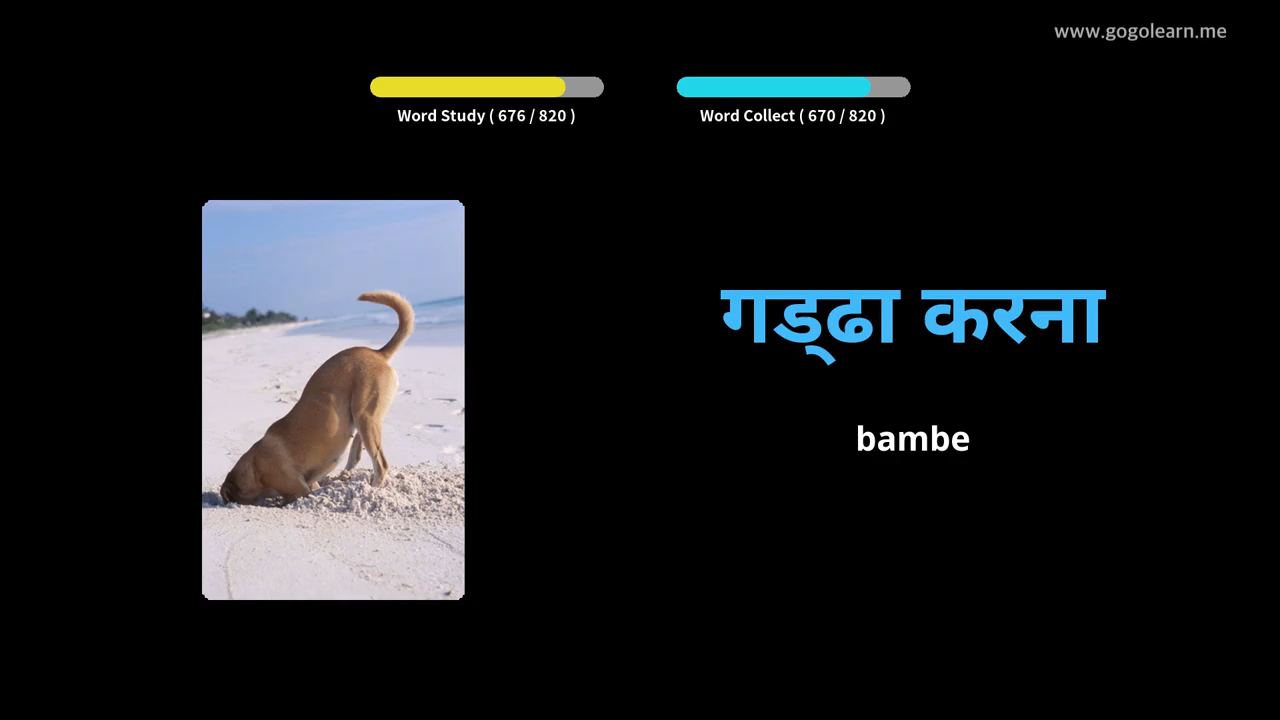 www.gogolearn.me
Word Study ( 676 / 820 )
Word Collect ( 670 / 820 )
गड्ढा करना
bambe